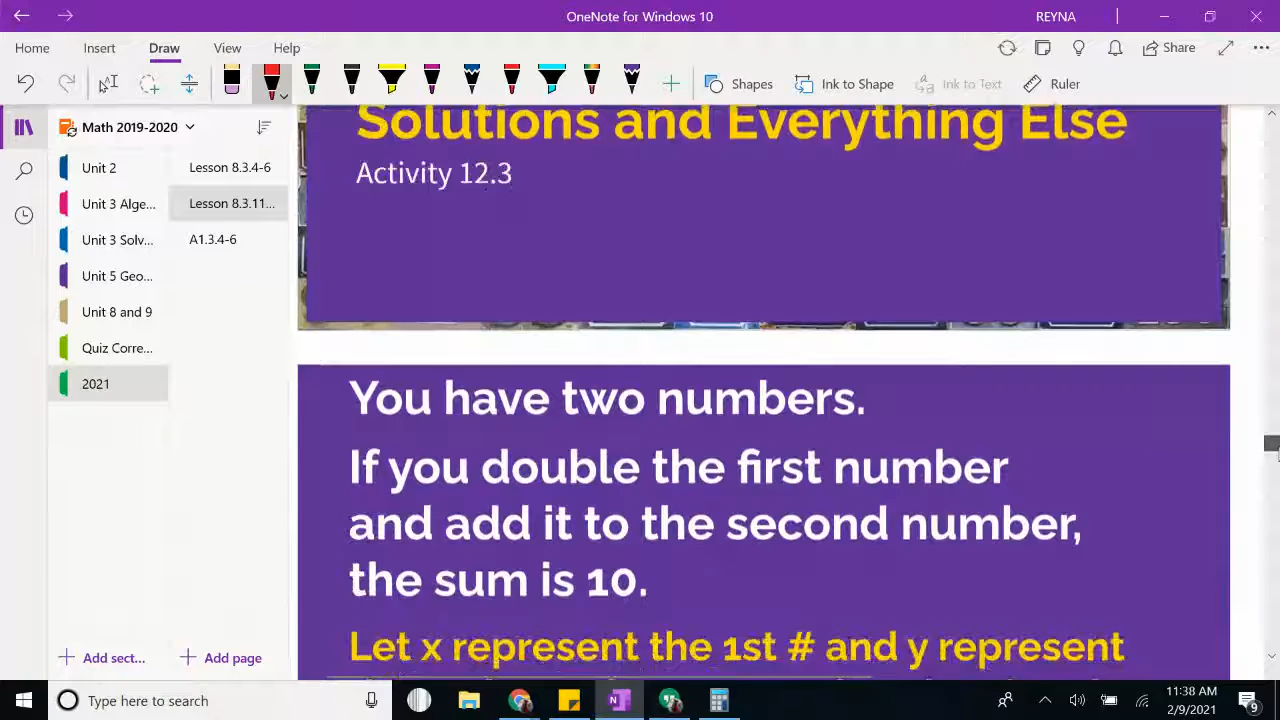 OneNote for Windows 10
REYNA
Home Insert Draw View Help
Share
Shapes
Ink to Shape
Ink to Text
Ruler
Math 2019-2020
Unit 2
Unit 3 Alge...
Unit 3 Solv...
Unit 5 Geo...
Unit 8 and 9
Quiz Corre...
2021
Add sect...
Lesson 8.3.4-6
Lesson 8.3.11...
A1.3.4-6
Add page
Solutions and Everything Else
Activity 12.3
You have two numbers.
If you double the first number
and add it to the second number,
the sum is 10.
Let x represent the 1st # and y represent
Type here to search
11:38 AM
2/9/2021
9